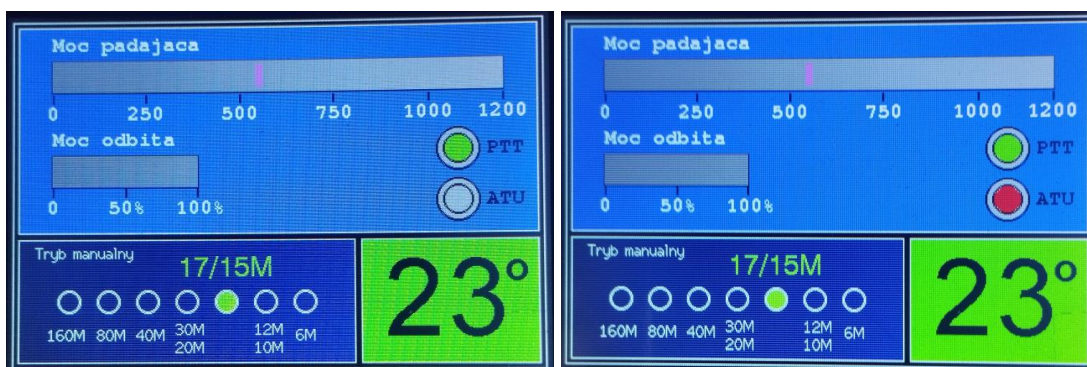 Moc padajaca
0 250 500 750 1000 1200
Moc odbita
PTT
0 50% 100%
ATU
Tryb manualny
17/15M
160M 80M 40M 30M 12M 6M
20M 10M
23°
Moc padajaca
0 250 500 750 1000 1200
Moc odbita
PTT
0 50% 100%
ATU
Tryb manualny
17/15M
160M 80M 40M 30M 12M 6M
20M 10M
23°